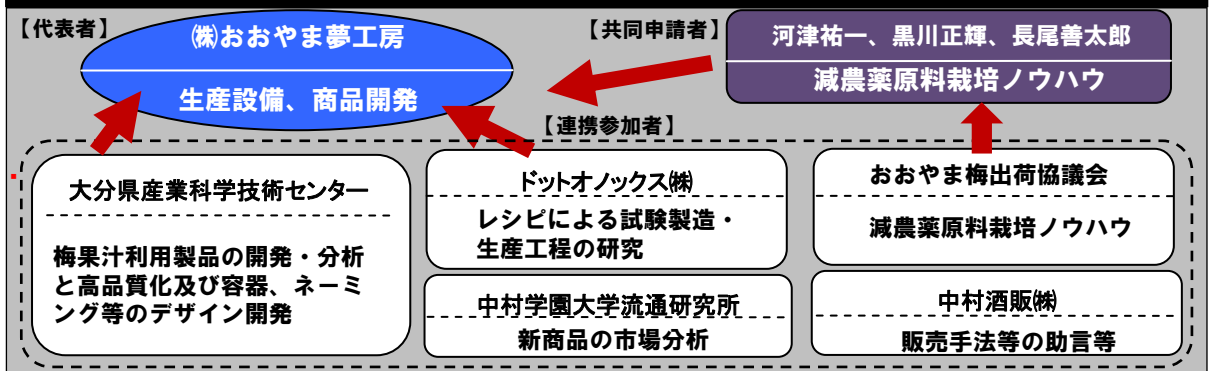 【代表者】
㈱おおやま夢工房
生産設備、商品開発
【共同申請者】
河津祐一、黒川正輝、長尾善太郎
減農薬原料栽培ノウハウ
【連携参加者】
大分県産業科学技術センター
梅果汁利用製品の開発・分析
と高品質化及び容器、ネーミ
ング等のデザイン開発
ドットオノックス㈱
レシピによる試験製造・
生産工程の研究
中村学園大学流通研究所
新商品の市場分析
おおやま梅出荷協議会
減農薬原料栽培ノウハウ
中村酒販㈱
販売手法等の助言等